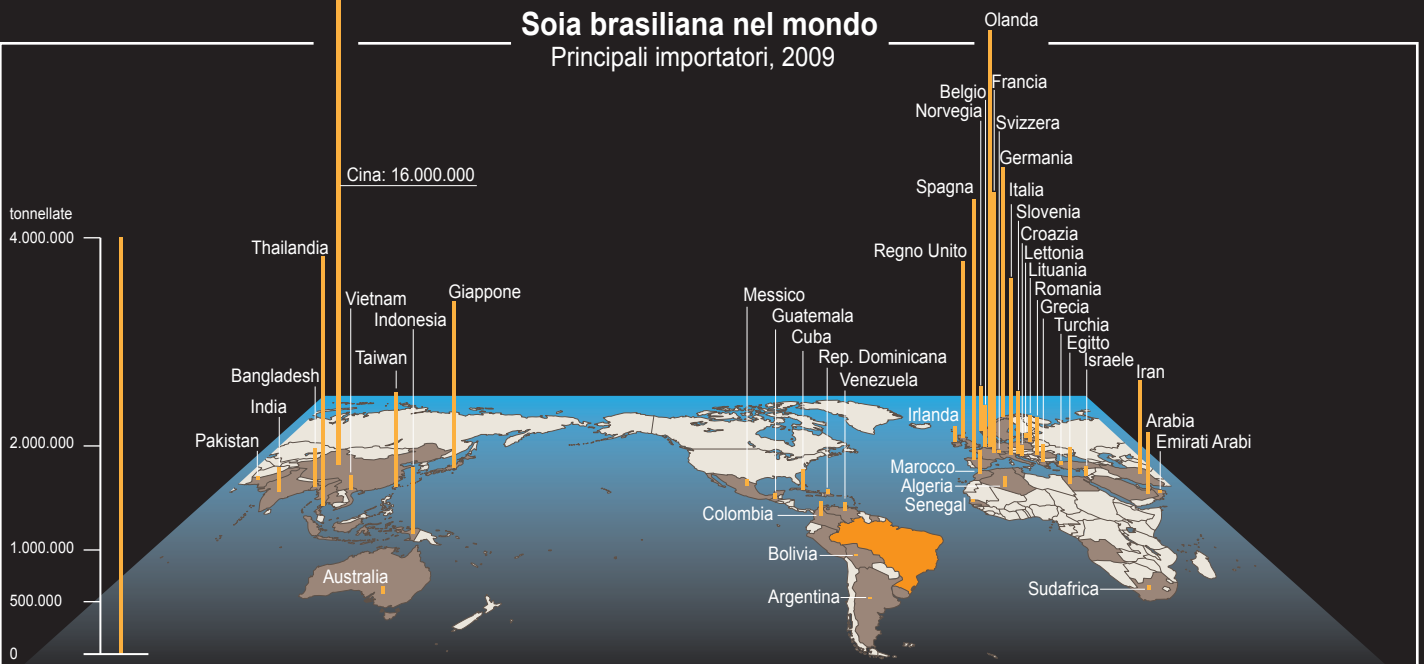 Soia brasiliana nel mondo
Principali importatori, 2009
Cina: 16.000.000
tonnellate
4.000.000
2.000.000
1.000.000
500.000
0
Thailandia
Vietnam
Indonesia
Giappone
Taiwan
Bangladesh
India
Pakistan
Australia
Messico
Guatemala
Cuba
Rep. Dominicana
Venezuela
Colombia
Bolivia
Argentina
Olanda
Francia
Belgio
Norvegia
Svizzera
Germania
Spagna
Italia
Slovenia
Croazia
Regno Unito
Lettonia
Lituania
Romania
Grecia
Turchia
Egitto
Israele
Iran
Irlanda
Arabia
Emirati Arabi
Marocco
Algeria
Senegal
Sudafrica